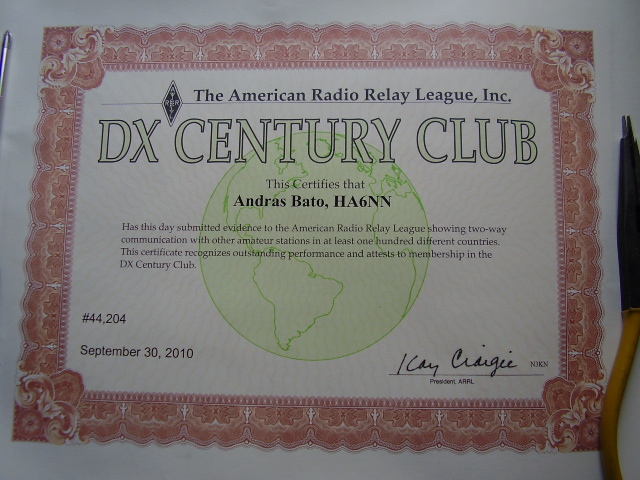 The American Radio Relay League, Inc.
DX CENTURY CLUB
This Certifies that
Andras Bato, HA6NN
Has this day submitted evidence to the American Radio Relay League showing two-way
communication with other amateur stations in at least one hundred different countries.
This certificate recognizes outstanding performance and attests to membership in the
DX Century Club.
#44,204
September 30, 2010
Kay Craigie N3KN
President, ARRL